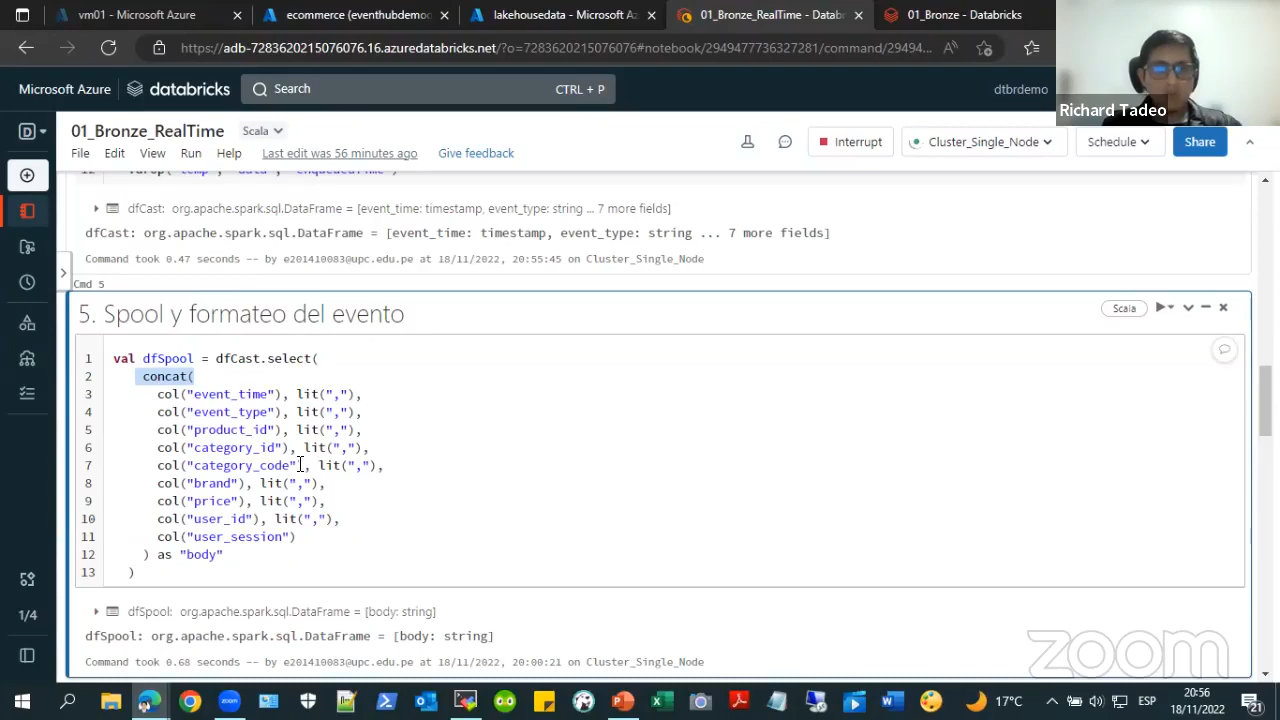 vm01 - Microsoft Azure
ecommerce (eventhubdemo
lakehousedata - Microsoft A
01_Bronze_RealTime - Datab
01_Bronze - Databricks
https://adb-7283620215076076.16.azuredatabricks.net/?o=7283620215076076#notebook/2949477736327281/command/29494...
Microsoft Azure
databricks
Search
CTRL + P
dtbrdemo
Richard Tadeo
01_Bronze_RealTime
Scala
Interrupt
Cluster_Single_Node
Schedule
Share
File Edit View Run Help
Last edit was 56 minutes ago
Give feedback
dfCast: org.apache.spark.sql.DataFrame = [event_time: timestamp, event_type: string ... 7 more fields]
dfCast: org.apache.spark.sql.DataFrame = [event_time: timestamp, event_type: string ... 7 more fields]
Command took 0.47 seconds -- by e201410083@upc.edu.pe at 18/11/2022, 20:55:45 on Cluster_Single_Node
Cmd 5
5. Spool y formateo del evento
Scala
1 val dfSpool = dfCast.select(
2 concat(
3 col("event_time"), lit(","),
4 col("event_type"), lit(","),
5 col("product_id"), lit(","),
6 col("category_id"), lit(","),
7 col("category_code"), lit(","),
8 col("brand"), lit(","),
9 col("price"), lit(","),
10 col("user_id"), lit(","),
11 col("user_session")
12 ) as "body"
13 )
dfSpool: org.apache.spark.sql.DataFrame = [body: string]
dfSpool: org.apache.spark.sql.DataFrame = [body: string]
Command took 0.68 seconds -- by e201410083@upc.edu.pe at 18/11/2022, 20:00:21 on Cluster_Single_Node
1/4
zoom
17°C
ESP
20:56
18/11/2022
21